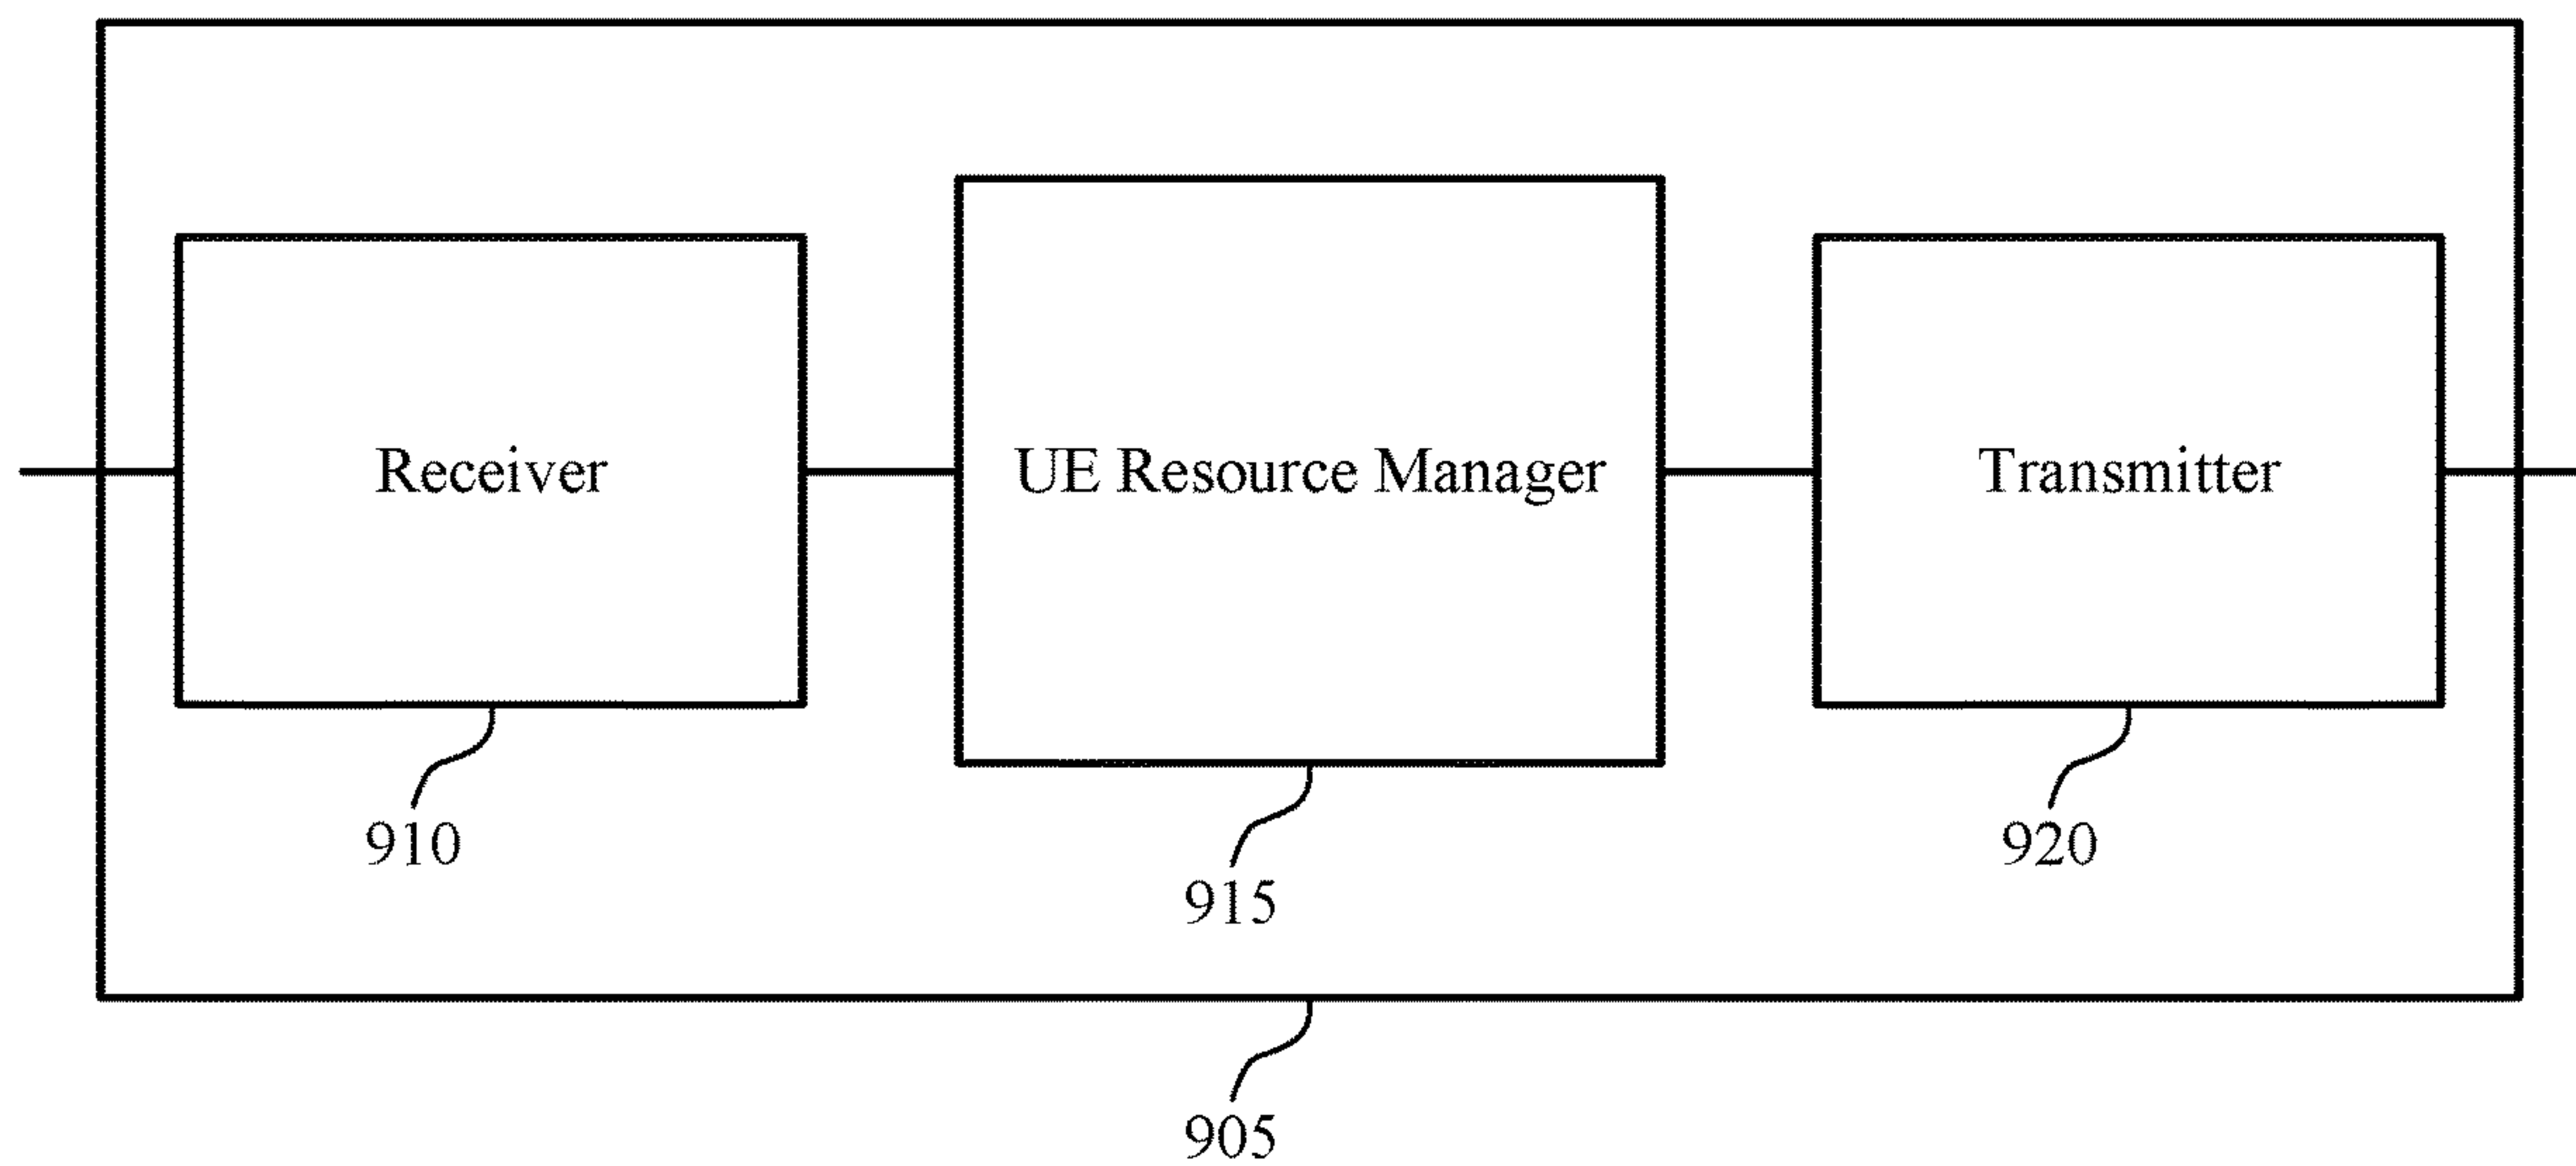 Receiver
UE Resource Manager
Transmitter
910
915
920
905